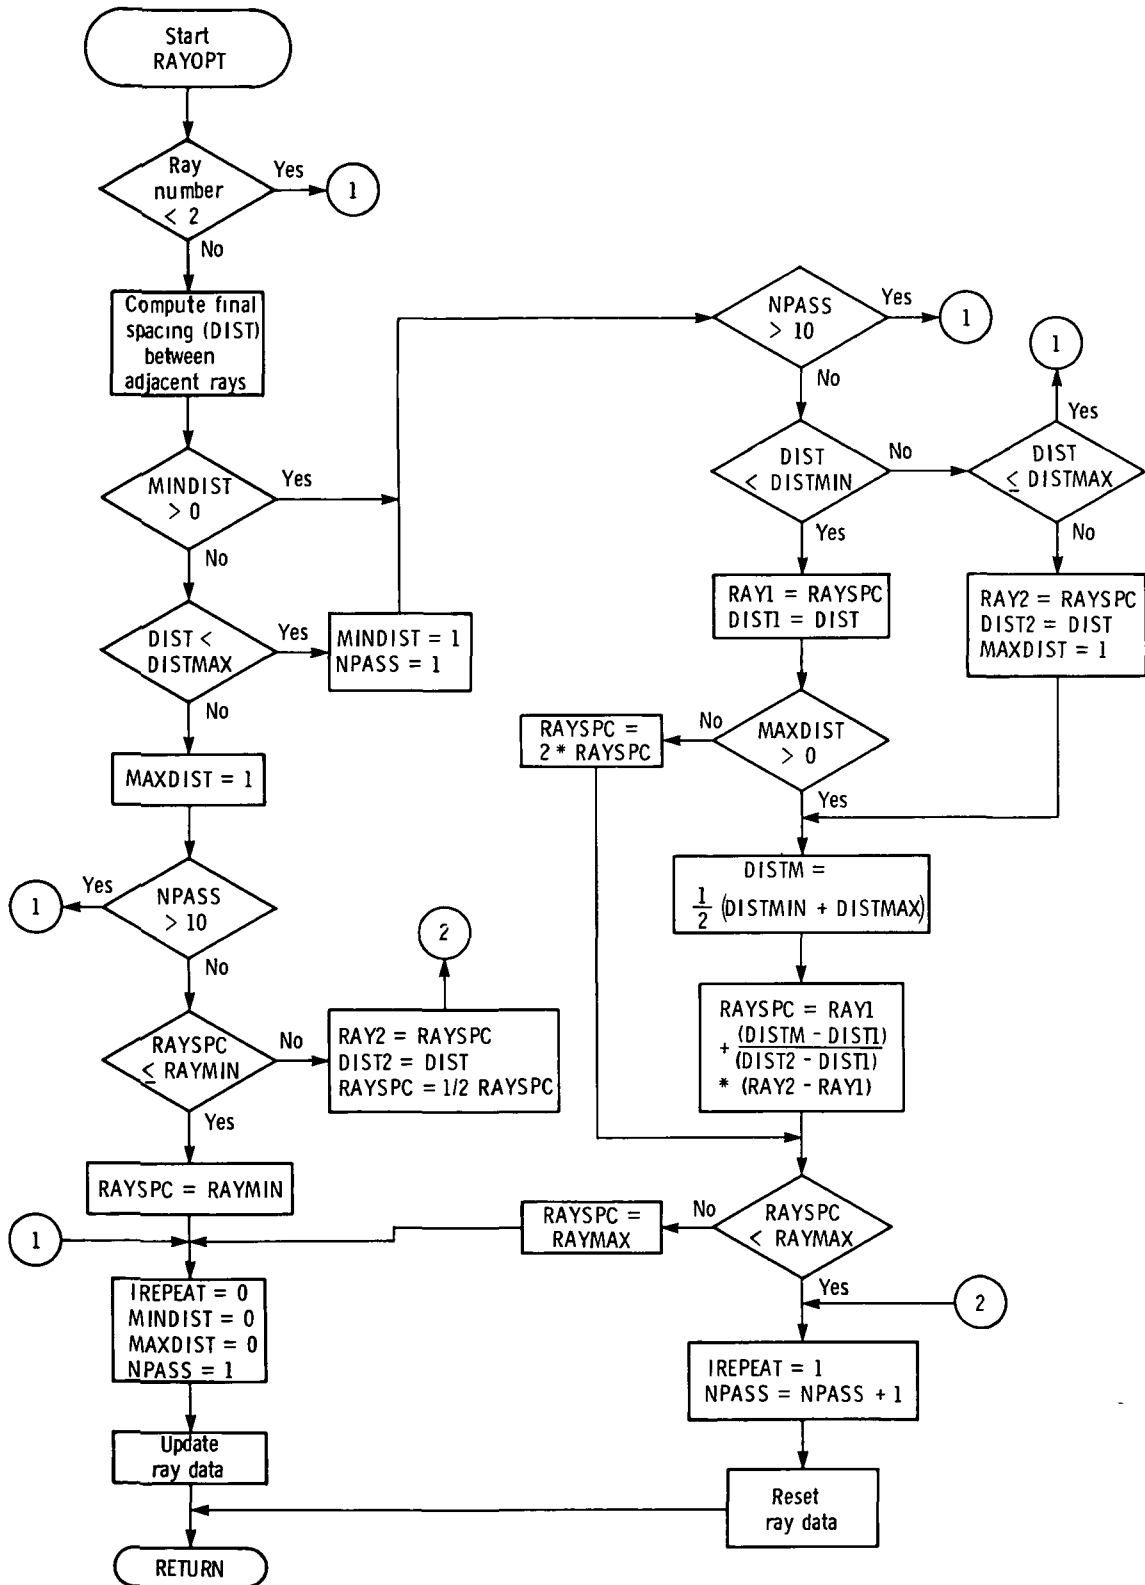 Start
RAYOPT
Ray
number
< 2
Yes
1
No
Compute final
spacing (DIST)
between
adjacent rays
MINDIST
> 0
Yes
No
DIST <
DISTMAX
Yes
MINDIST = 1
NPASS = 1
No
MAXDIST = 1
NPASS
> 10
Yes
1
No
RAYSPC
≤ RAYMIN
No
RAY2 = RAYSPC
DIST2 = DIST
RAYSPC = 1/2 RAYSPC
2
Yes
RAYSPC = RAYMIN
1
IREPEAT = 0
MINDIST = 0
MAXDIST = 0
NPASS = 1
Update
ray data
RETURN
NPASS
> 10
Yes
1
No
DIST
< DISTMIN
No
DIST
≤ DISTMAX
Yes
1
No
RAY2 = RAYSPC
DIST2 = DIST
MAXDIST = 1
Yes
RAY1 = RAYSPC
DIST1 = DIST
MAXDIST
> 0
No
RAYSPC =
2 * RAYSPC
Yes
DISTM =
1/2 (DISTMIN + DISTMAX)
RAYSPC = RAY1
+ (DISTM - DIST1)
(DIST2 - DIST1)
* (RAY2 - RAY1)
RAYSPC
< RAYMAX
No
RAYSPC =
RAYMAX
Yes
2
IREPEAT = 1
NPASS = NPASS + 1
Reset
ray data